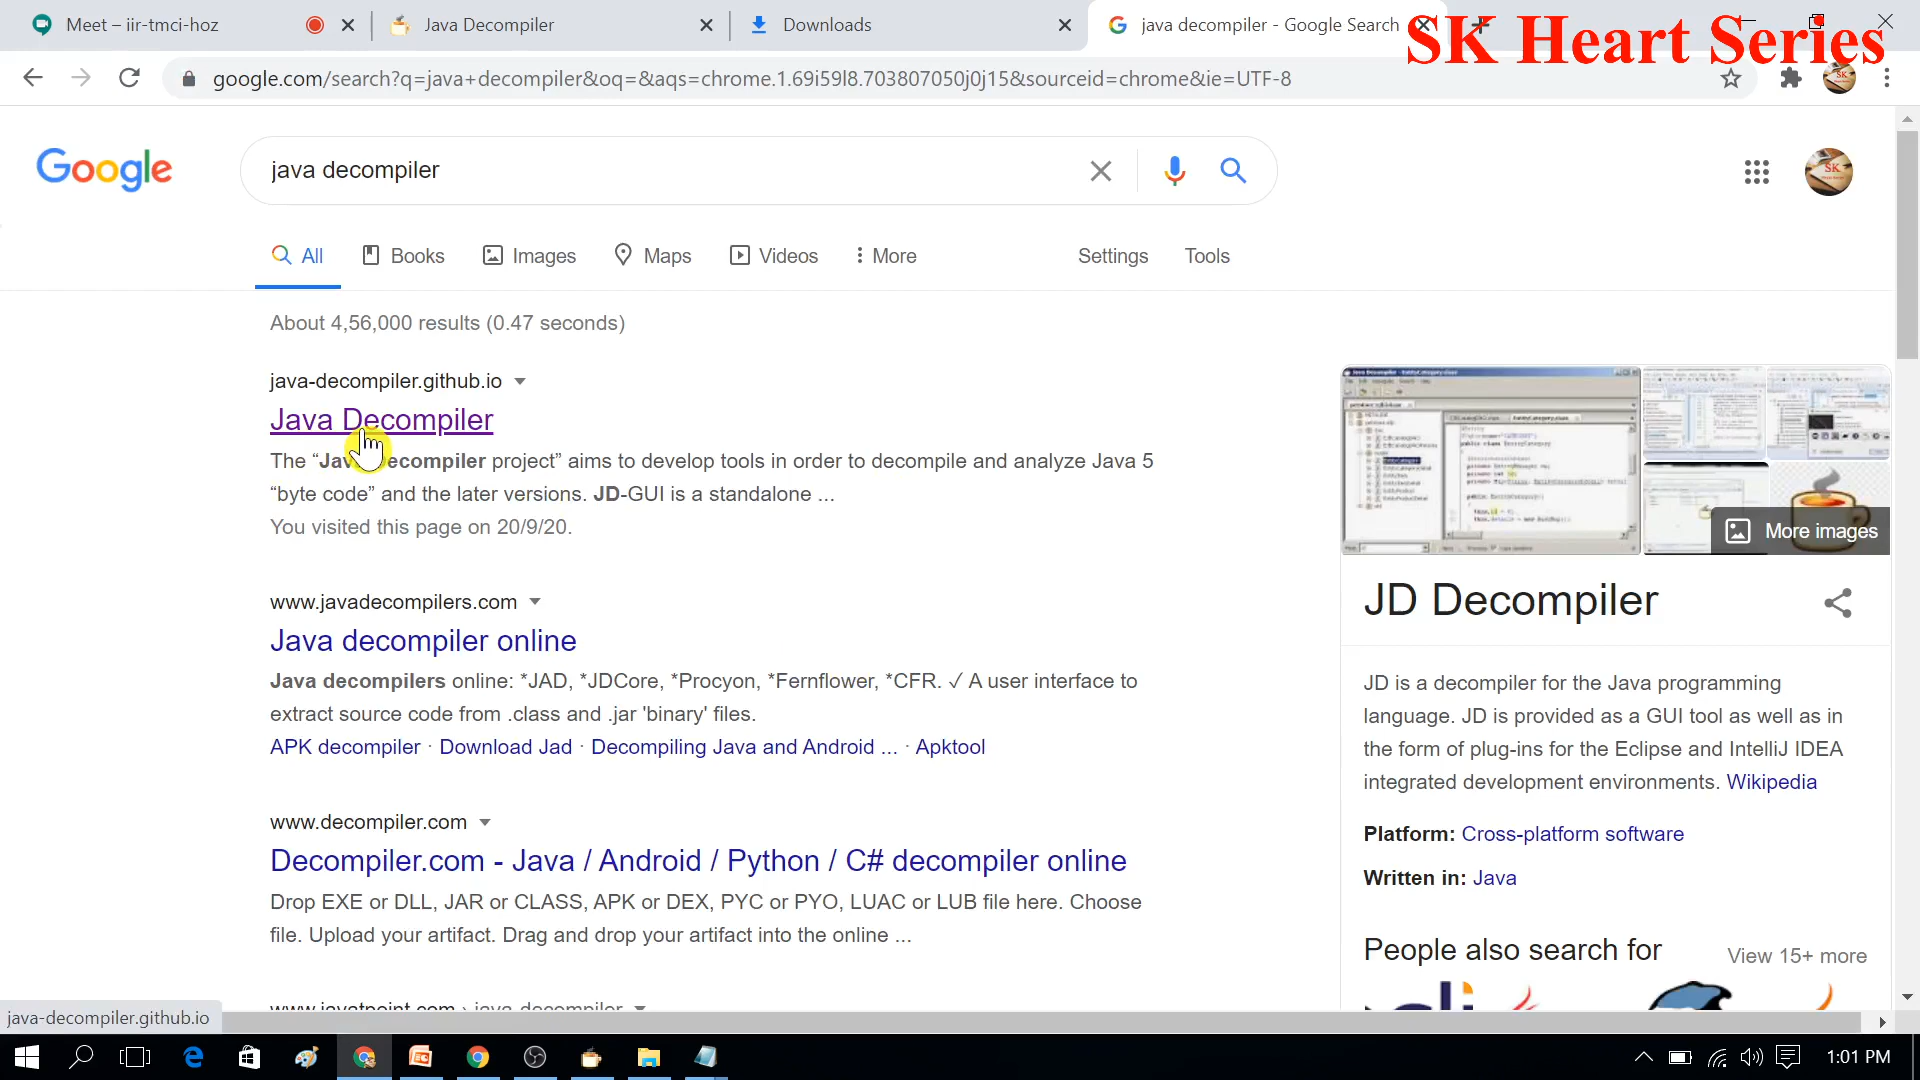 Meet – iir-tmci-hoz
Java Decompiler
Downloads
java decompiler - Google Search
SK Heart Series
google.com/search?q=java+decompiler&oq=&aqs=chrome.1.69i59l8.703807050j0j15&sourceid=chrome&ie=UTF-8
Google
java decompiler
SK
All
Books
Images
Maps
Videos
More
Settings
Tools
About 4,56,000 results (0.47 seconds)
java-decompiler.github.io
Java Decompiler
The “Java Decompiler project” aims to develop tools in order to decompile and analyze Java 5
“byte code” and the later versions. JD-GUI is a standalone ...
You visited this page on 20/9/20.
www.javadecompilers.com
Java decompiler online
Java decompilers online: *JAD, *JDCore, *Procyon, *Fernflower, *CFR. ✓ A user interface to
extract source code from .class and .jar 'binary' files.
APK decompiler · Download Jad · Decompiling Java and Android ... · Apktool
www.decompiler.com
Decompiler.com - Java / Android / Python / C# decompiler online
Drop EXE or DLL, JAR or CLASS, APK or DEX, PYC or PYO, LUAC or LUB file here. Choose
file. Upload your artifact. Drag and drop your artifact into the online ...
www.javatpoint.com › java-decompiler
More images
JD Decompiler
JD is a decompiler for the Java programming
language. JD is provided as a GUI tool as well as in
the form of plug-ins for the Eclipse and IntelliJ IDEA
integrated development environments. Wikipedia
Platform: Cross-platform software
Written in: Java
People also search for
View 15+ more
java-decompiler.github.io
1:01 PM